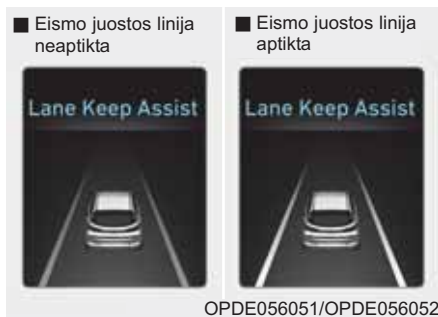 ■ Eismo juostos linija
neaptikta
■ Eismo juostos linija
aptikta
Lane Keep Assist
Lane Keep Assist
OPDE056051/OPDE056052